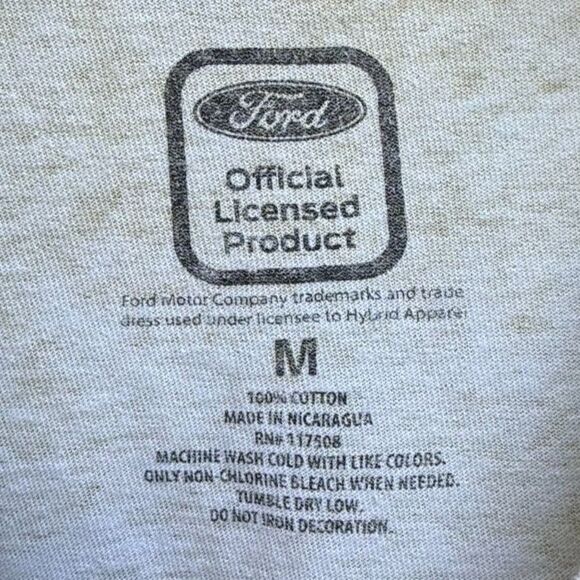 Ford
Official
Licensed
Product
Ford Motor Company trademarks and trade
dress used under licensee to Hybrid Apparel
M
100% COTTON
MADE IN NICARAGUA
RN# 117508
MACHINE WASH COLD WITH LIKE COLORS.
ONLY NON-CHLORINE BLEACH WHEN NEEDED.
TUMBLE DRY LOW.
DO NOT IRON DECORATION.